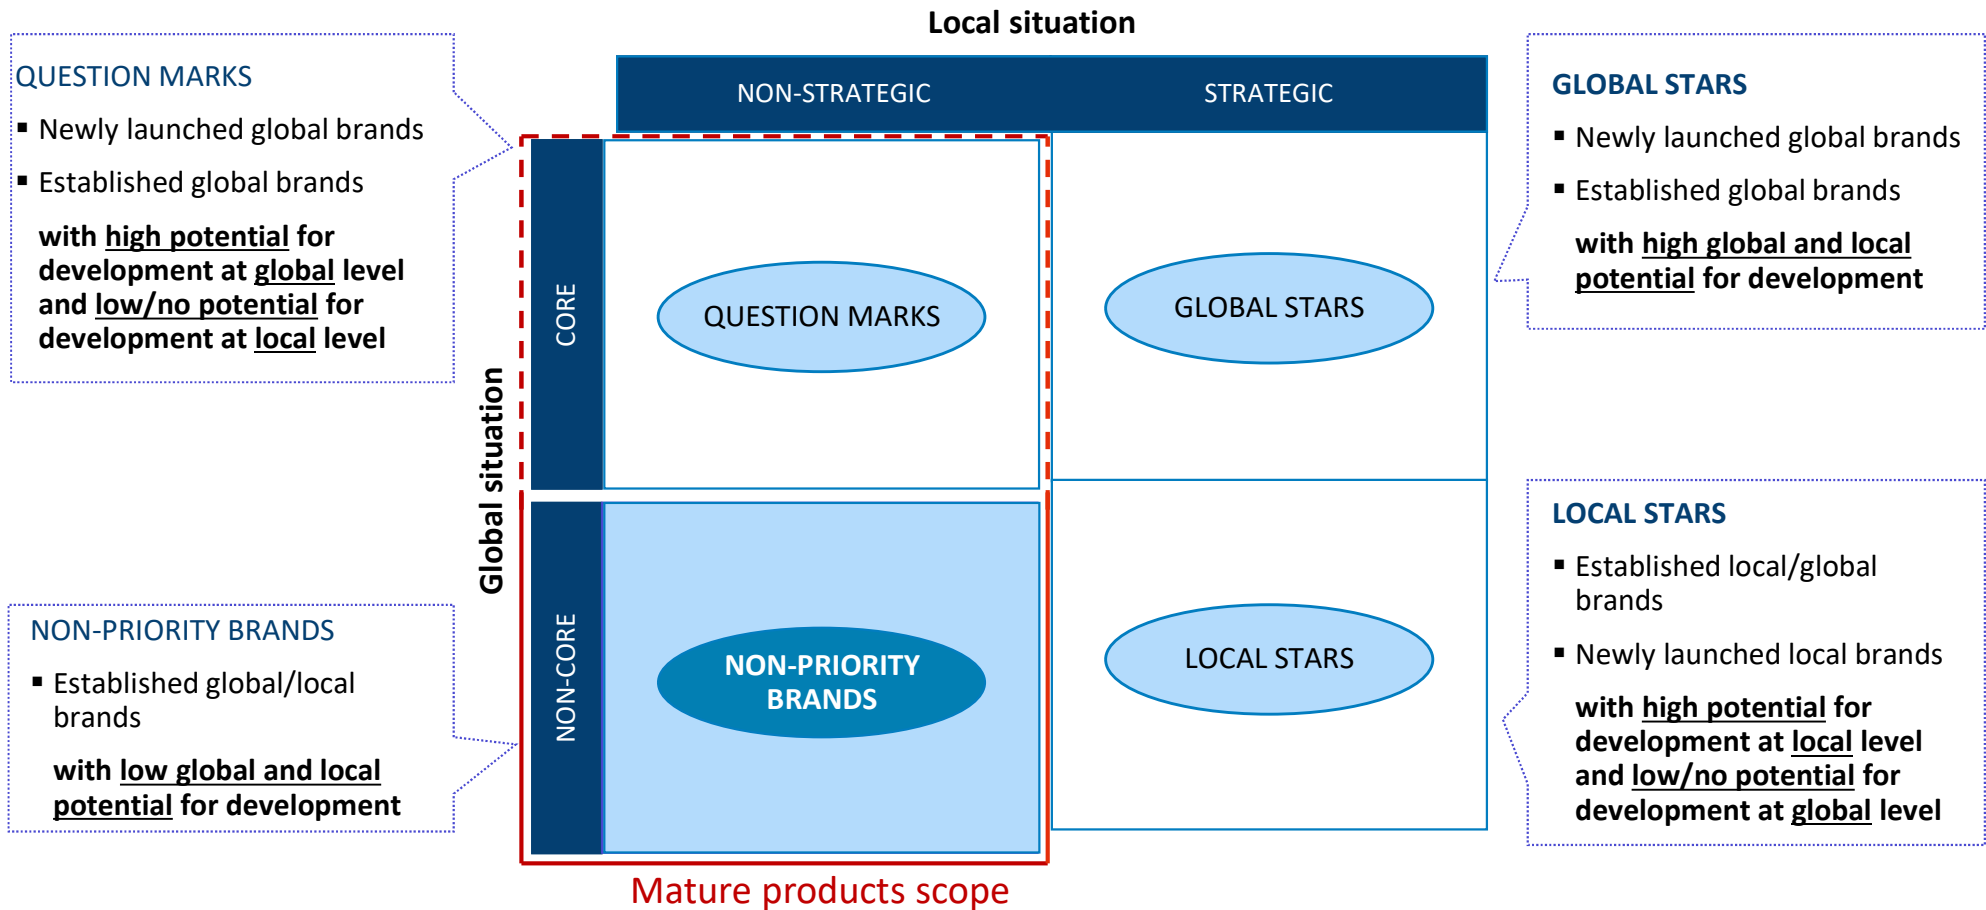 Local situation
QUESTION MARKS
▪ Newly launched global brands
▪ Established global brands
with high potential for
development at global level
and low/no potential for
development at local level
NON-STRATEGIC
STRATEGIC
GLOBAL STARS
▪ Newly launched global brands
▪ Established global brands
with high global and local
potential for development
Global situation
CORE
QUESTION MARKS
GLOBAL STARS
NON-PRIORITY BRANDS
▪ Established global/local
brands
with low global and local
potential for development
NON-CORE
NON-PRIORITY
BRANDS
LOCAL STARS
LOCAL STARS
▪ Established local/global
brands
▪ Newly launched local brands
with high potential for
development at local level
and low/no potential for
development at global level
Mature products scope